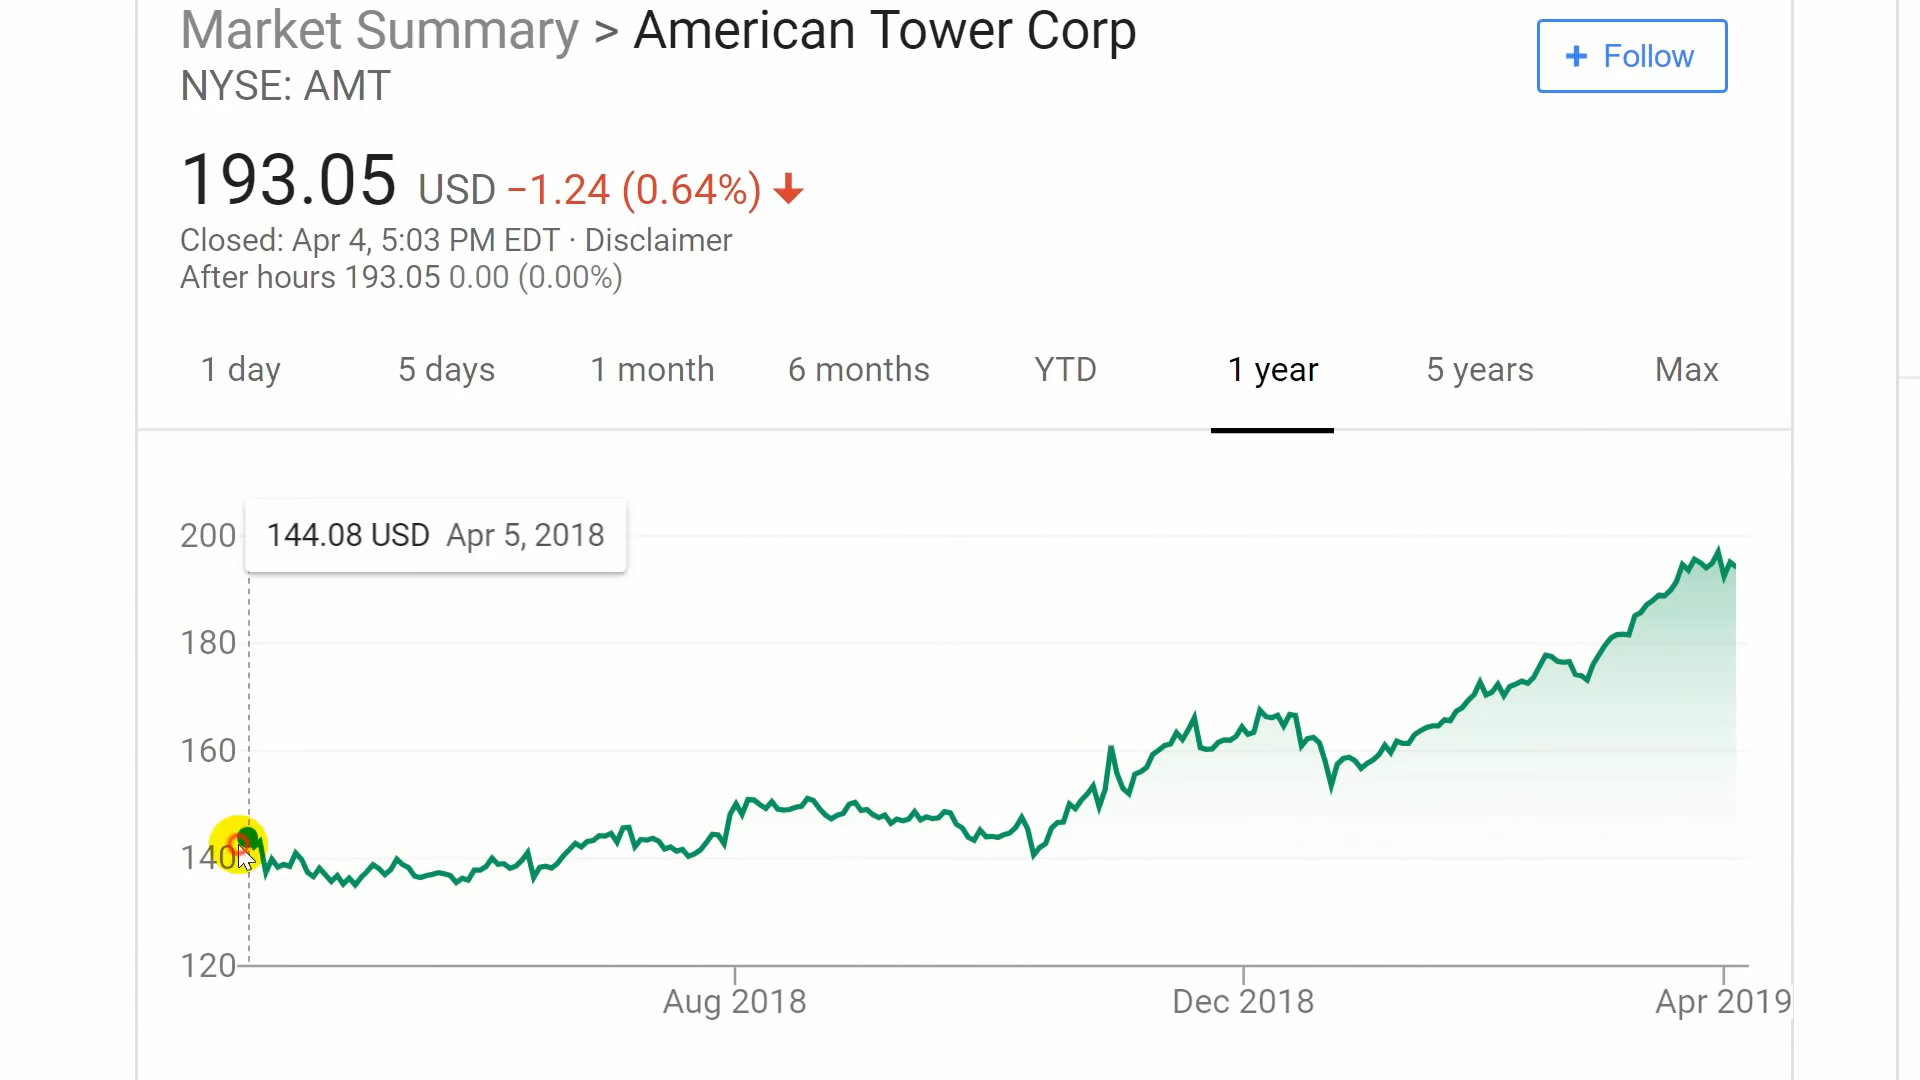 Market Summary > American Tower Corp
NYSE: AMT
+ Follow
193.05 USD −1.24 (0.64%)
Closed: Apr 4, 5:03 PM EDT · Disclaimer
After hours 193.05 0.00 (0.00%)
1 day 5 days 1 month 6 months YTD 1 year 5 years Max
200
144.08 USD Apr 5, 2018
180
160
140
120
Aug 2018 Dec 2018 Apr 2019